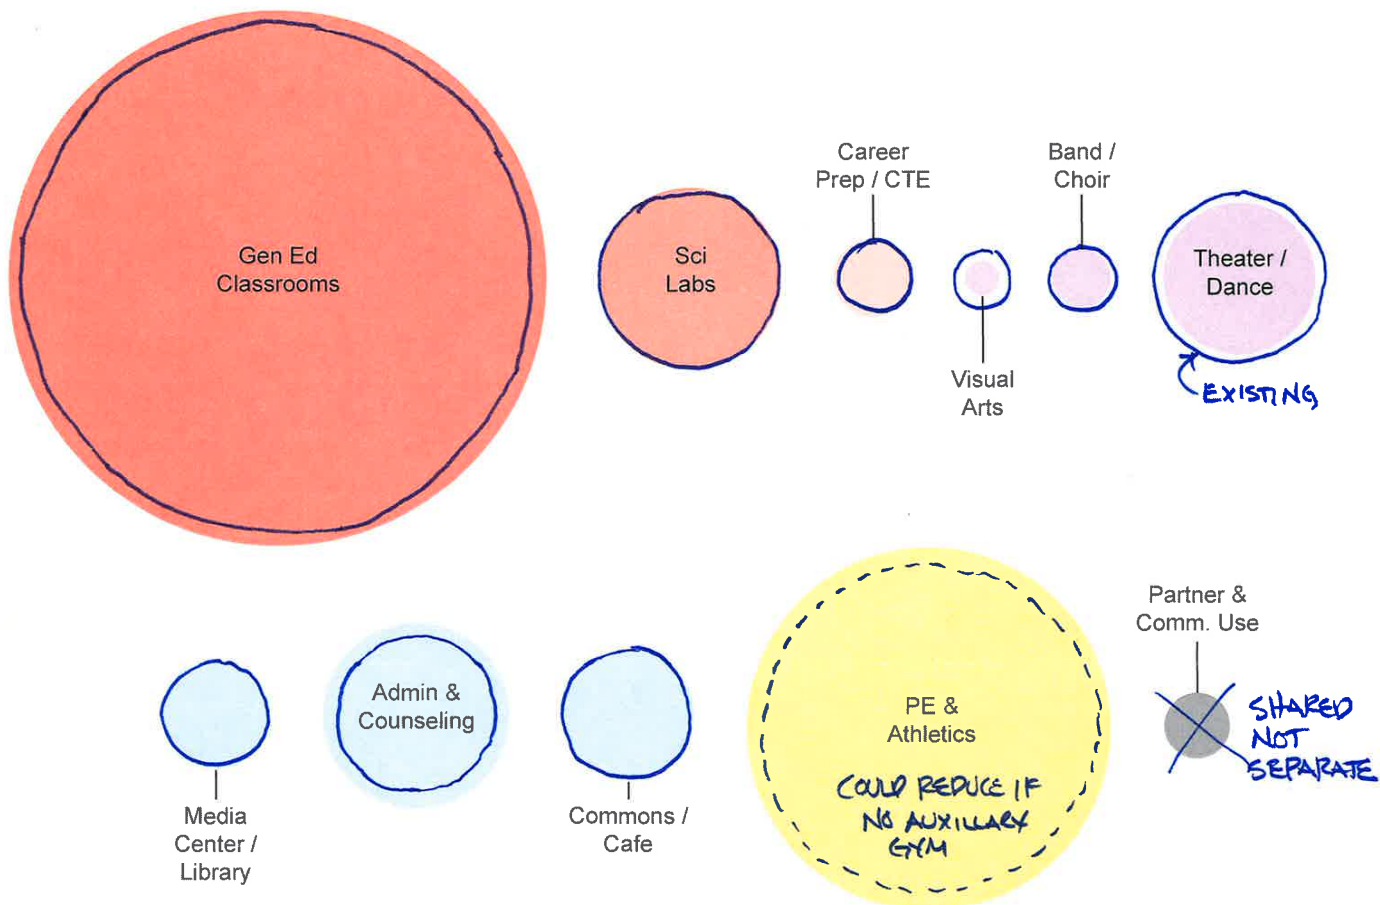 Gen Ed
Classrooms
Sci
Labs
Career
Prep / CTE
Visual
Arts
Band /
Choir
Theater /
Dance
EXISTING
Media
Center /
Library
Admin &
Counseling
Commons /
Cafe
PE &
Athletics
COULD REDUCE IF
NO AUXILLARY
GYM
Partner &
Comm. Use
SHARED
NOT
SEPARATE